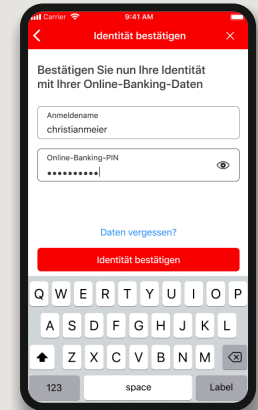 Carrier 9:41 AM
Identität bestätigen
Bestätigen Sie nun Ihre Identität
mit Ihrer Online-Banking-Daten
Anmeldename
christianmeier
Online-Banking-PIN
••••••••••
Daten vergessen?
Identität bestätigen
Q W E R T Y U I O P
A S D F G H J K L
Z X C V B N M
123 space Label